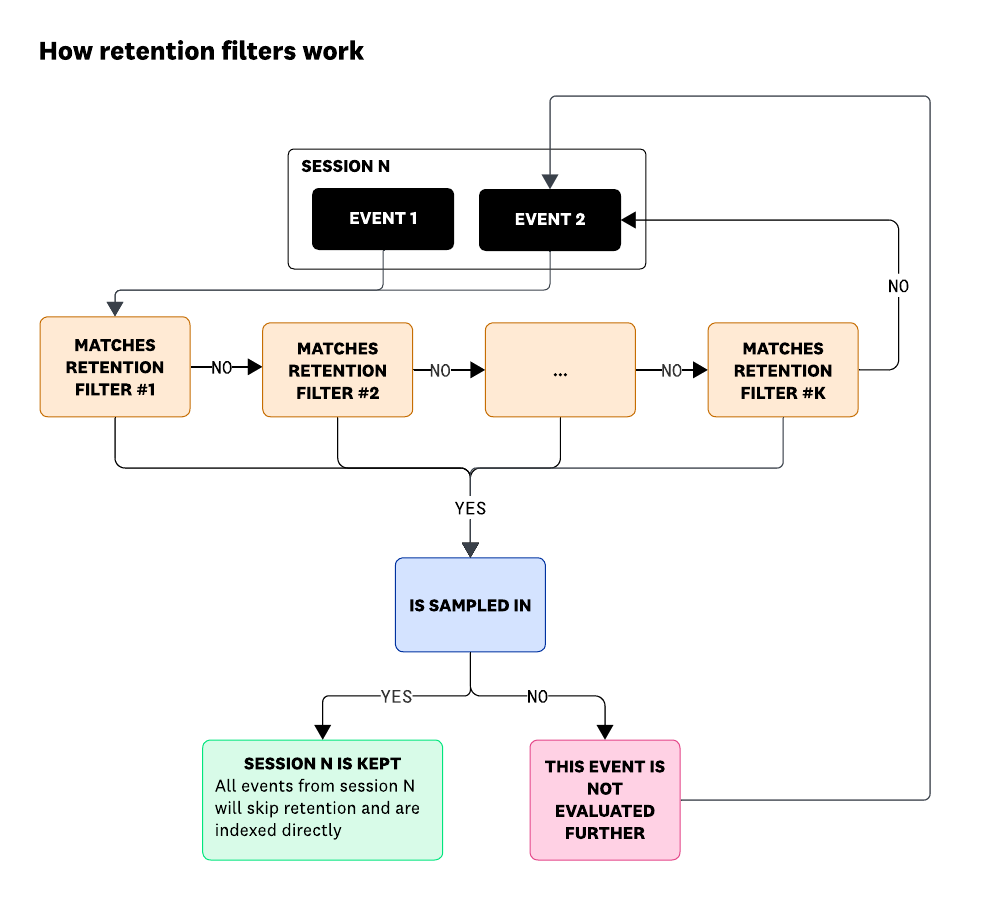 How retention filters work
SESSION N
EVENT 1
EVENT 2
NO
MATCHES
RETENTION
FILTER #1
NO
MATCHES
RETENTION
FILTER #2
NO
...
NO
MATCHES
RETENTION
FILTER #K
YES
IS SAMPLED IN
YES
NO
SESSION N IS KEPT
All events from session N
will skip retention and are
indexed directly
THIS EVENT IS
NOT
EVALUATED
FURTHER